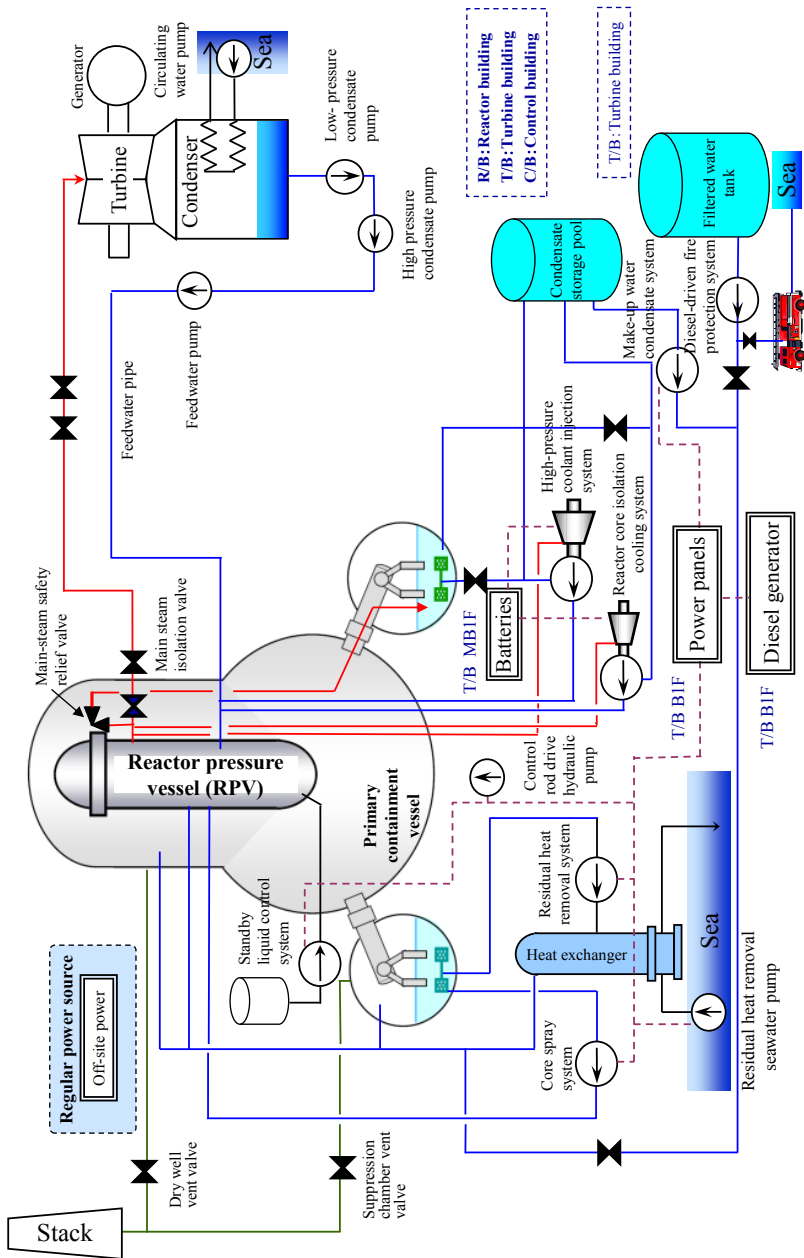 Stack
Dry well
vent valve
Suppression
chamber vent
valve
Regular power source
Off-site power
Standby
liquid control
system
Core spray
system
Residual heat
removal system
Heat exchanger
Sea
Residual heat removal
seawater pump
Control
rod drive
hydraulic
pump
Primary
containment
vessel
Reactor pressure
vessel (RPV)
Main-steam safety
relief valve
Main steam
isolation valve
Feedwater pipe
Feedwater pump
Turbine
Generator
Condenser
Circulating
water pump
Sea
Low- pressure
condensate
pump
High pressure
condensate pump
T/B MB1F
Batteries
High-pressure
coolant injection
system
Reactor core isolation
cooling system
Condensate
storage pool
Make-up water
condensate system
Diesel-driven fire
protection system
Filtered water
tank
Sea
T/B B1F
Power panels
T/B B1F
Diesel generator
R/B: Reactor building
T/B: Turbine building
C/B: Control building
T/B: Turbine building